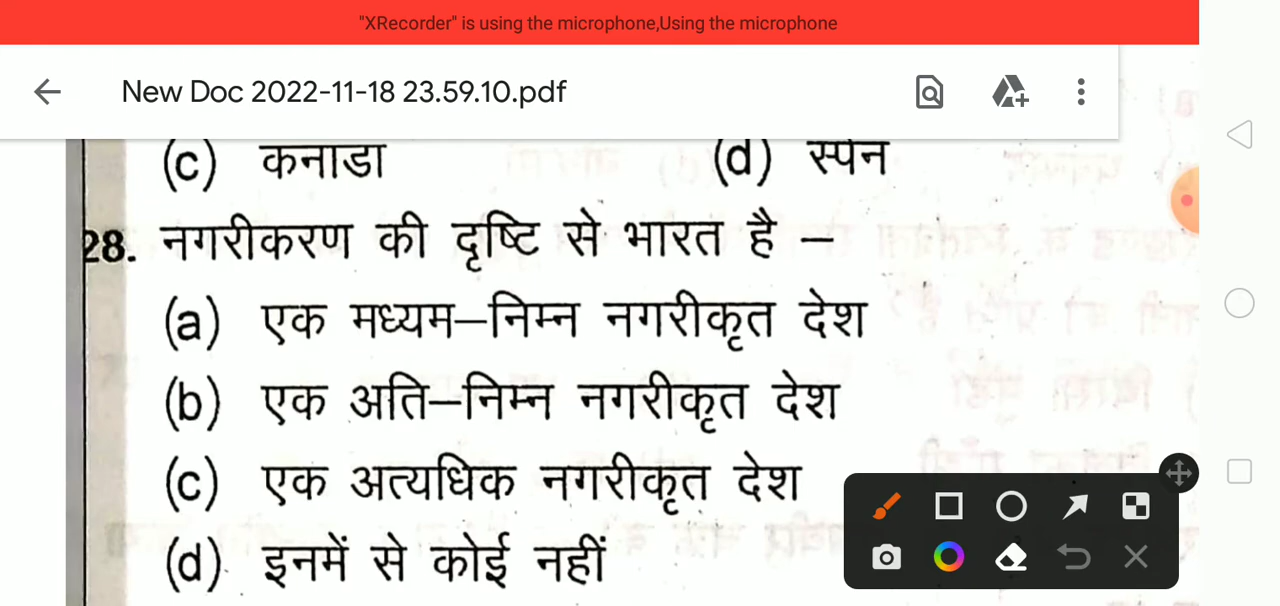 "XRecorder" is using the microphone,Using the microphone
New Doc 2022-11-18 23.59.10.pdf
(c) कनाडा (d) स्पेन
28. नगरीकरण की दृष्टि से भारत है –
(a) एक मध्यम–निम्न नगरीकृत देश
(b) एक अति–निम्न नगरीकृत देश
(c) एक अत्यधिक नगरीकृत देश
(d) इनमें से कोई नहीं